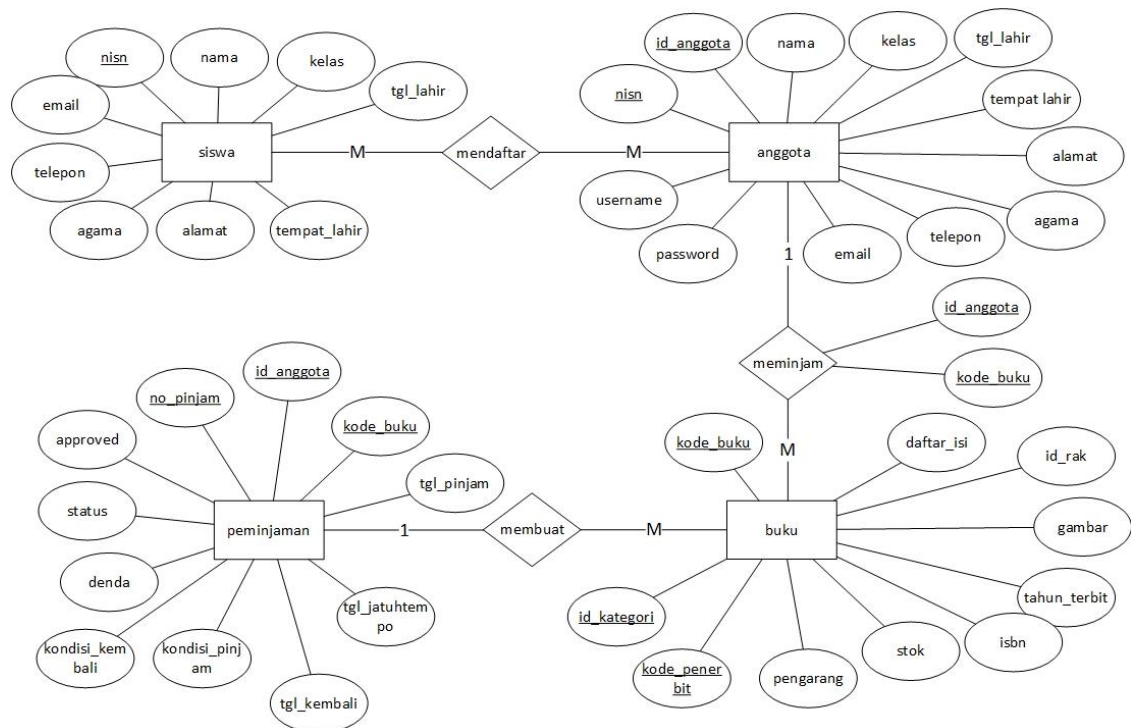 nisn
nama
kelas
tgl_lahir
email
siswa
telepon
agama
alamat
tempat_lahir
M
mendaftar
M
id_anggota
nama
kelas
tgl_lahir
nisn
tempat lahir
anggota
alamat
username
agama
password
email
telepon
1
id_anggota
meminjam
kode_buku
M
no_pinjam
id_anggota
kode_buku
approved
tgl_pinjam
status
peminjaman
denda
kondisi_kem
bali
kondisi_pinj
am
tgl_kembali
tgl_jatuhtem
po
1
membuat
M
kode_buku
daftar_isi
id_rak
buku
gambar
tahun_terbit
id_kategori
isbn
kode_pener
bit
pengarang
stok